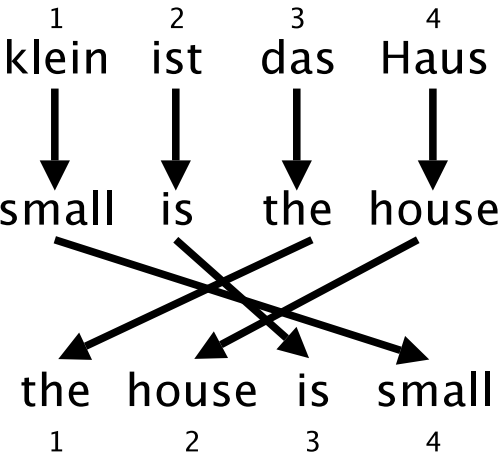 1 2 3 4
klein ist das Haus
small is the house
the house is small
1 2 3 4